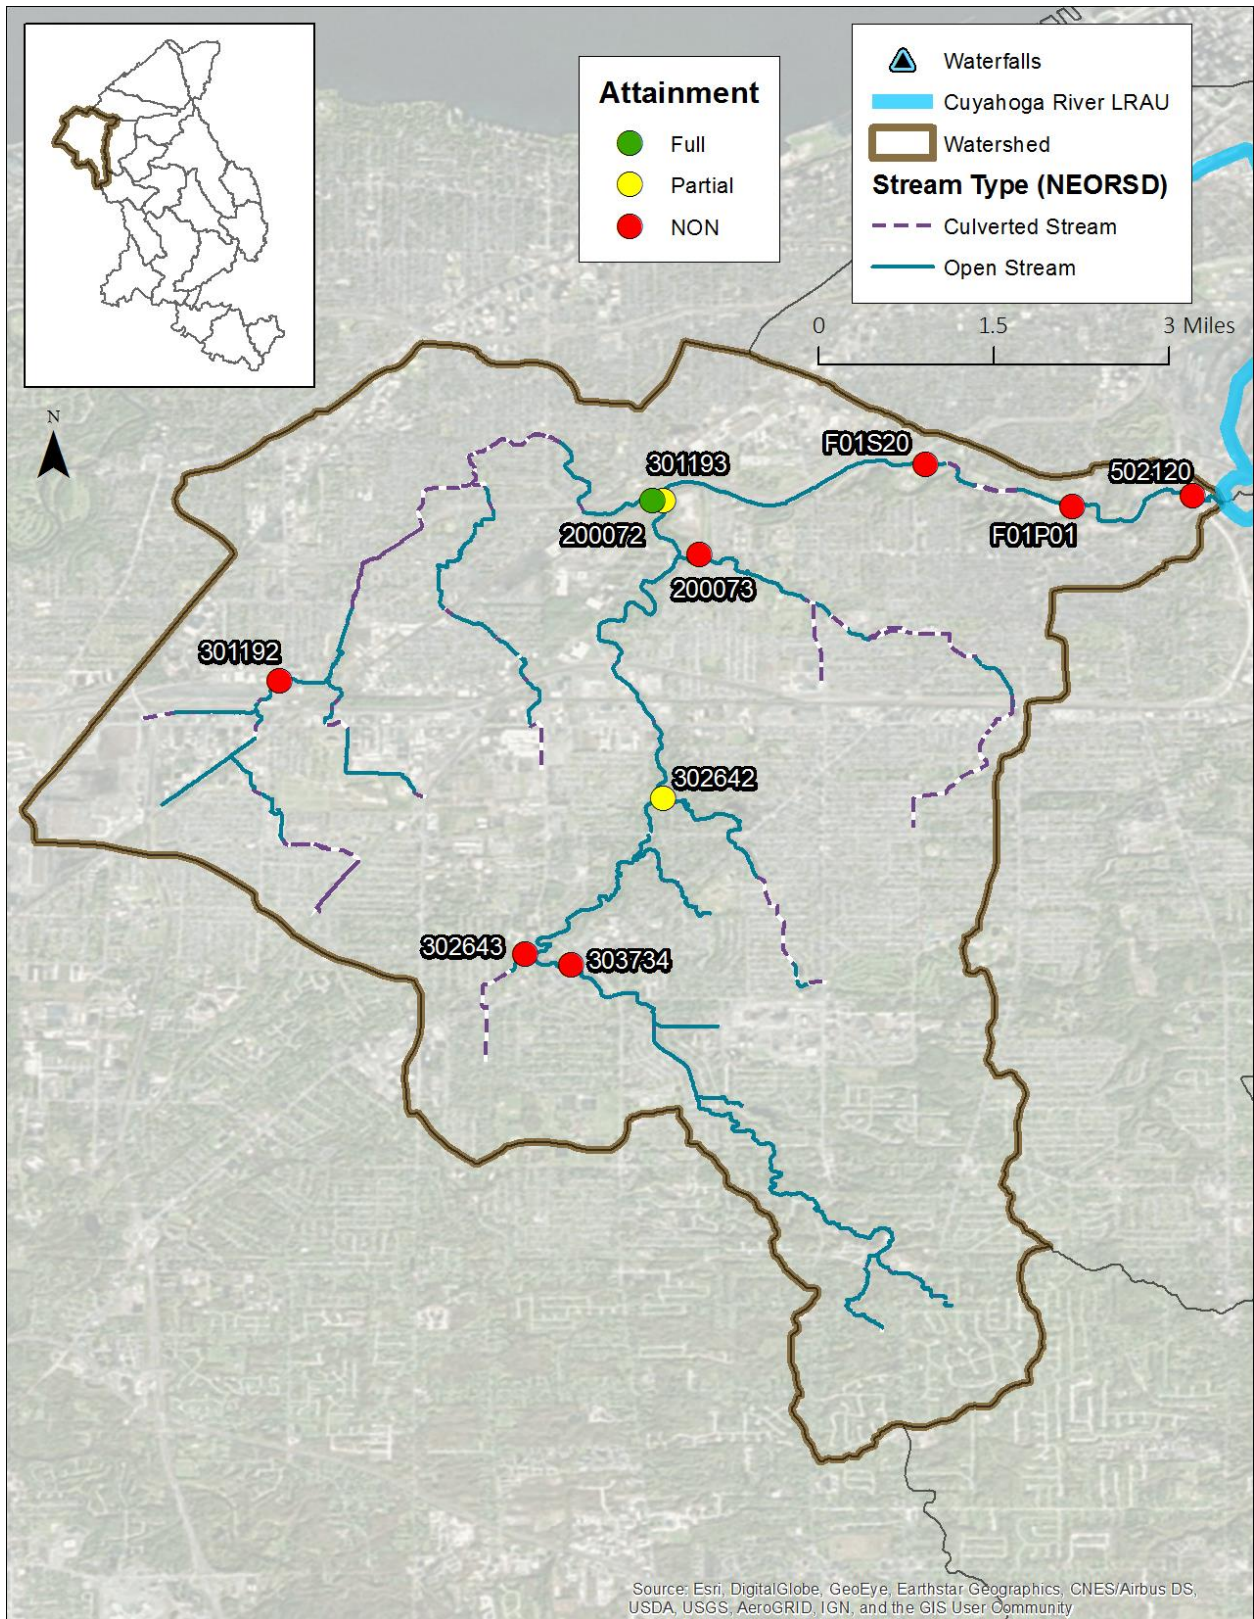 Attainment
Full
Partial
NON
Waterfalls
Cuyahoga River LRAU
Watershed
Stream Type (NEORSD)
Culverted Stream
Open Stream
0 1.5 3 Miles
N
F01S20
301193
502120
200072
F01P01
200073
301192
302642
302643
303734
Source: Esri, DigitalGlobe, GeoEye, Earthstar Geographics, CNES/Airbus DS,
USDA, USGS, AeroGRID, IGN, and the GIS User Community